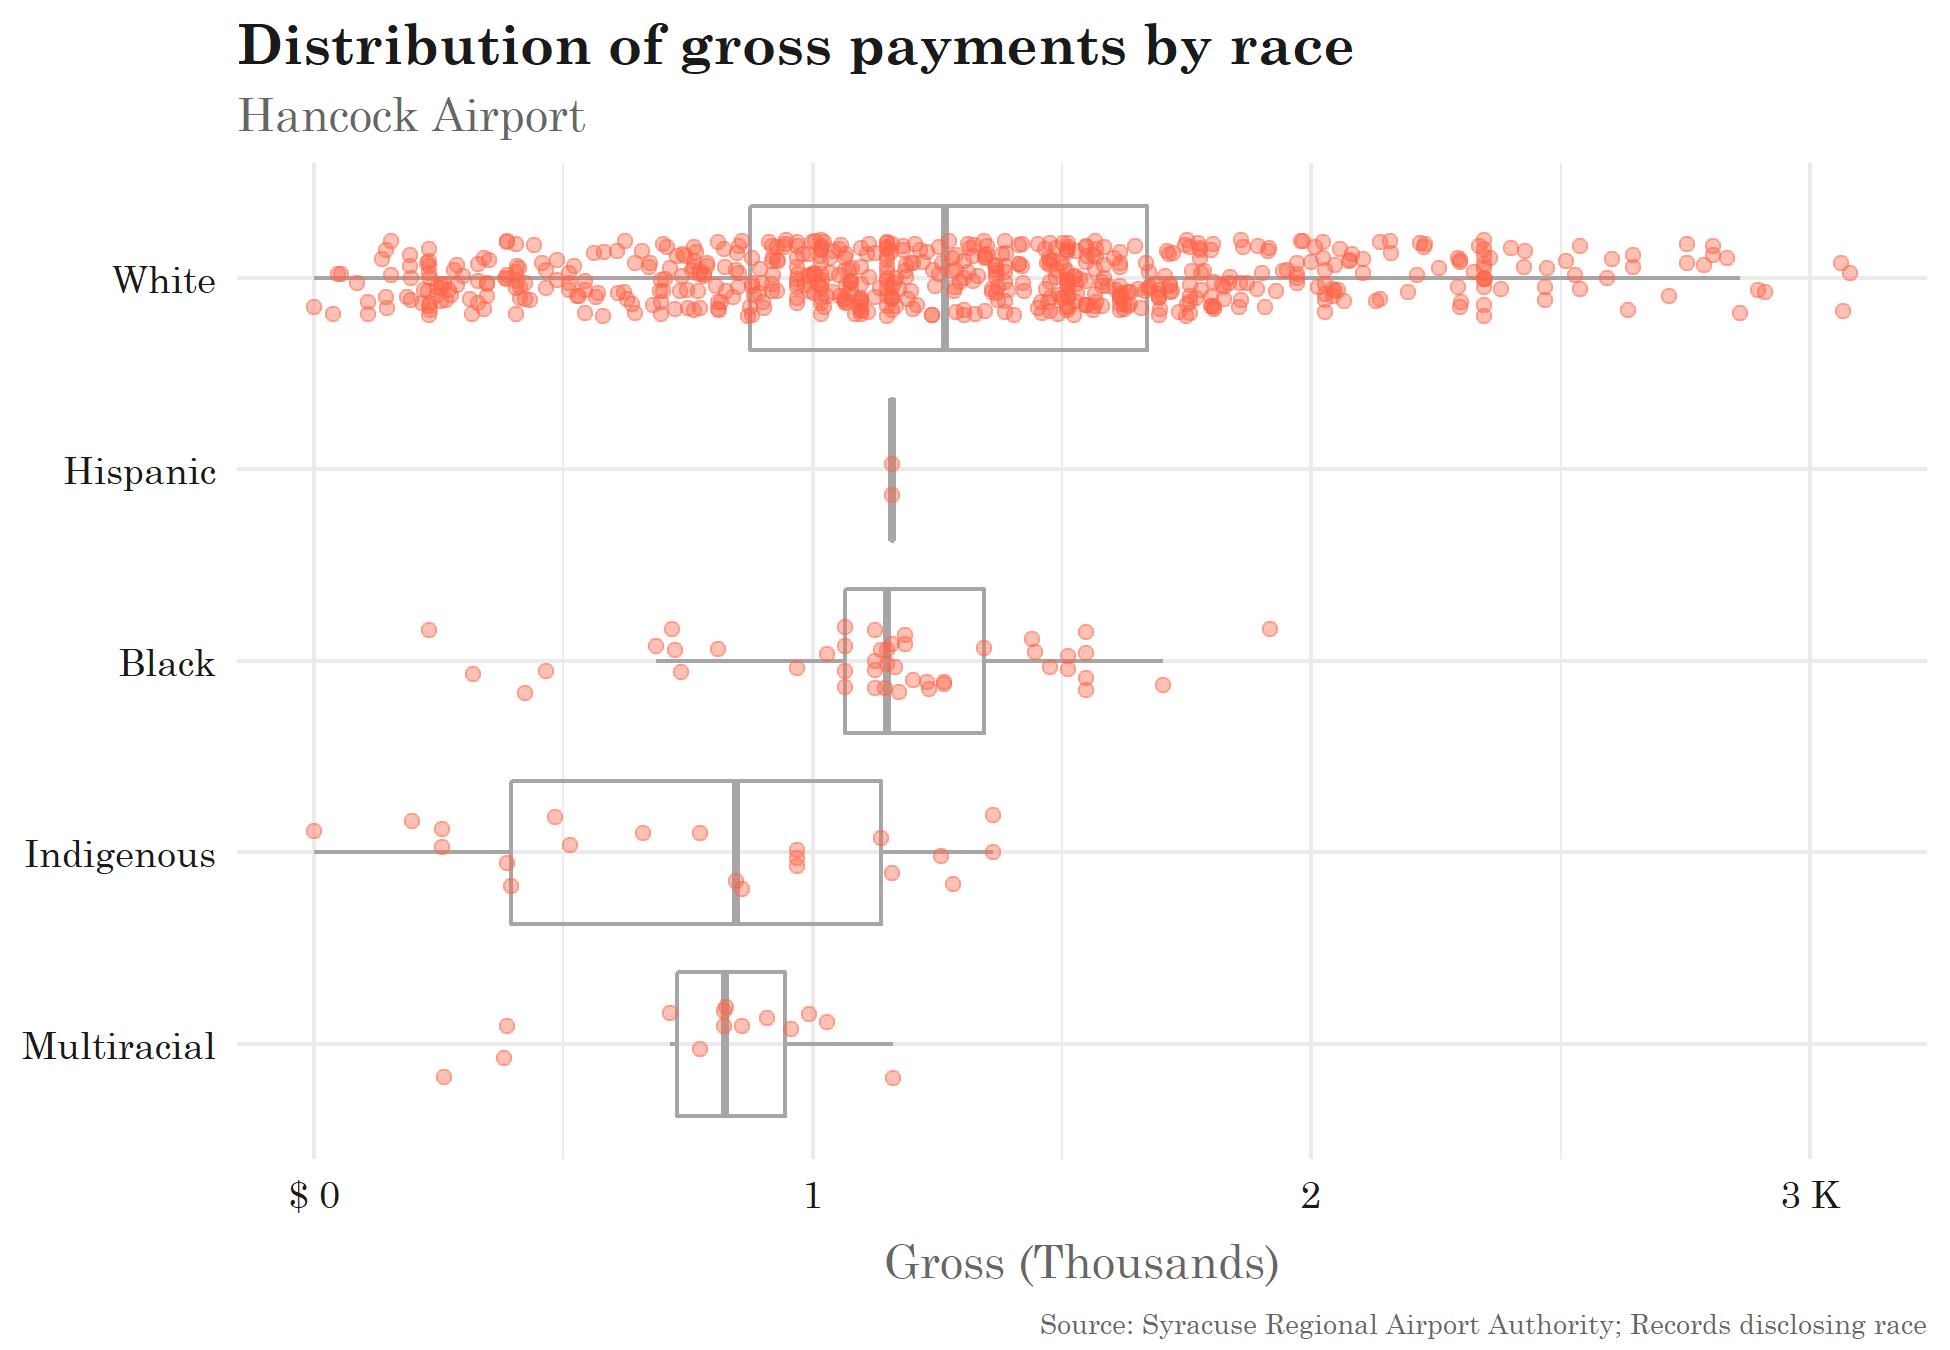 Distribution of gross payments by race
Hancock Airport
White
Hispanic
Black
Indigenous
Multiracial
$ 0 1 2 3 K
Gross (Thousands)
Source: Syracuse Regional Airport Authority; Records disclosing race